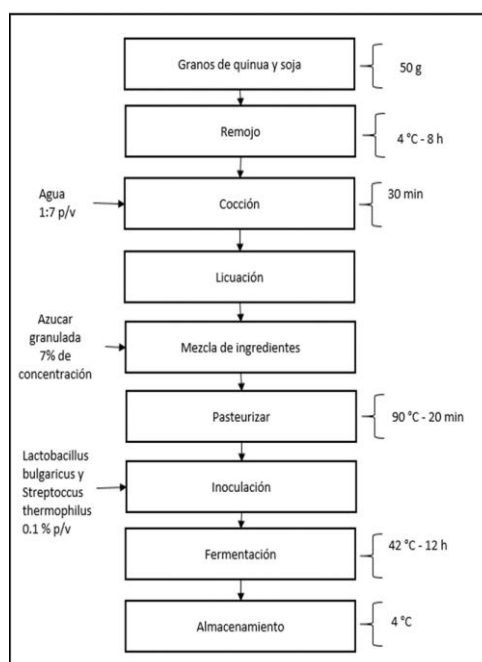 Granos de quinua y soja
50 g
Remojo
4 °C - 8 h
Agua
1:7 p/v
Cocción
30 min
Licuación
Azucar
granulada
7% de
concentración
Mezcla de ingredientes
Pasteurizar
90 °C - 20 min
Lactobacillus
bulgaricus y
Streptoccus
thermophilus
0.1 % p/v
Inoculación
Fermentación
42 °C - 12 h
Almacenamiento
4 °C